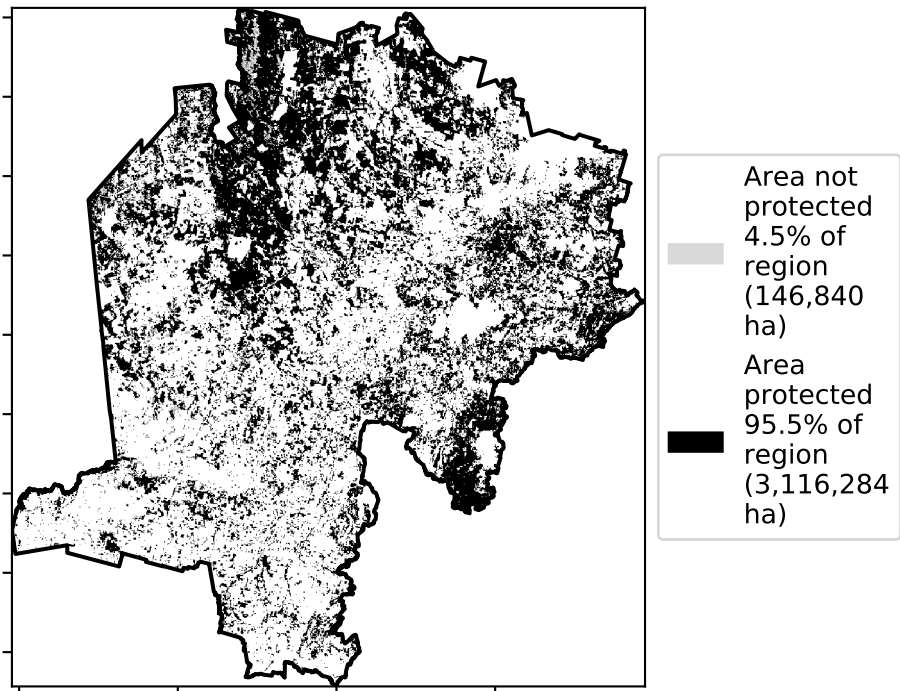 Area not
protected
4.5% of
region
(146,840
ha)
Area
protected
95.5% of
region
(3,116,284
ha)